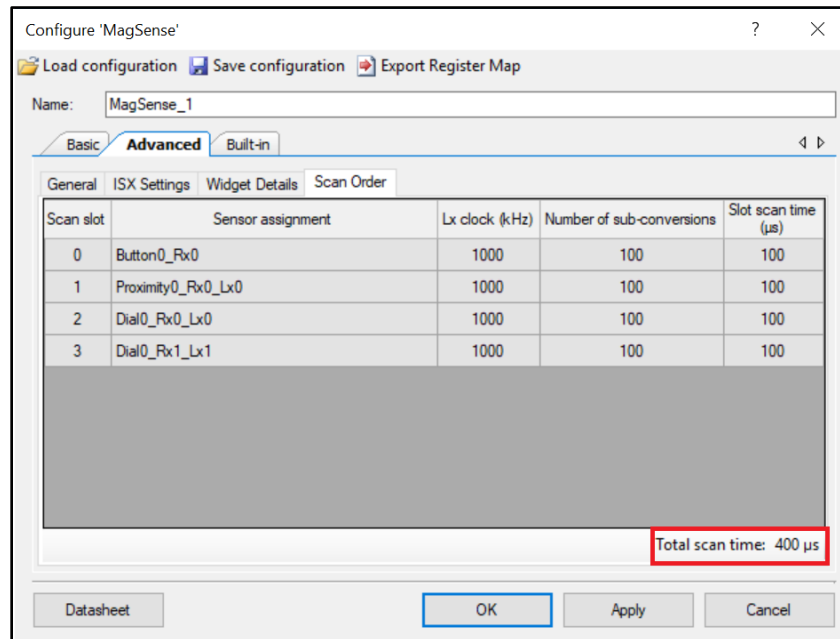 Configure 'MagSense'
?
Load configuration Save configuration Export Register Map
Name: MagSense_1
Basic Advanced Built-in
General ISX Settings Widget Details Scan Order
Scan slot Sensor assignment Lx clock (kHz) Number of sub-conversions Slot scan time (µs)
0 Button0_Rx0 1000 100 100
1 Proximity0_Rx0_Lx0 1000 100 100
2 Dial0_Rx0_Lx0 1000 100 100
3 Dial0_Rx1_Lx1 1000 100 100
Total scan time: 400 µs
Datasheet OK Apply Cancel